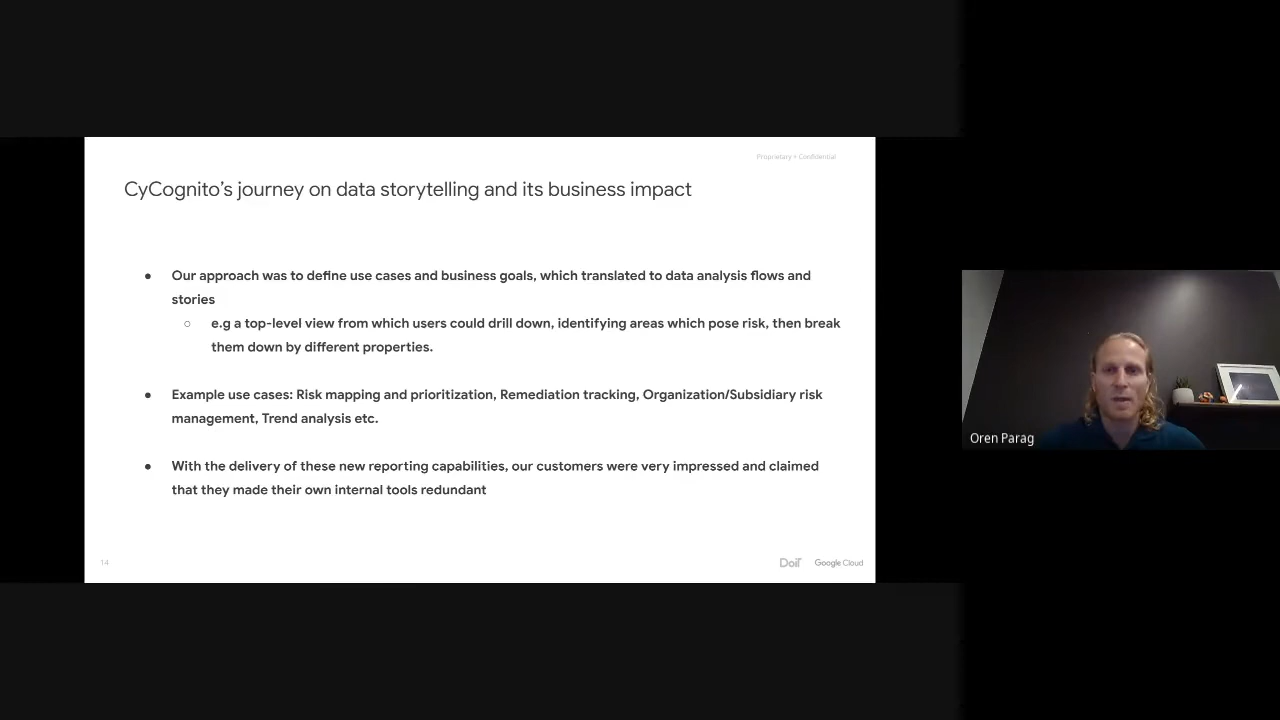 Proprietary + Confidential
CyCognito’s journey on data storytelling and its business impact
● Our approach was to define use cases and business goals, which translated to data analysis flows and
stories
○ e.g a top-level view from which users could drill down, identifying areas which pose risk, then break
them down by different properties.
● Example use cases: Risk mapping and prioritization, Remediation tracking, Organization/Subsidiary risk
management, Trend analysis etc.
● With the delivery of these new reporting capabilities, our customers were very impressed and claimed
that they made their own internal tools redundant
14
DoiT Google Cloud
Oren Parag